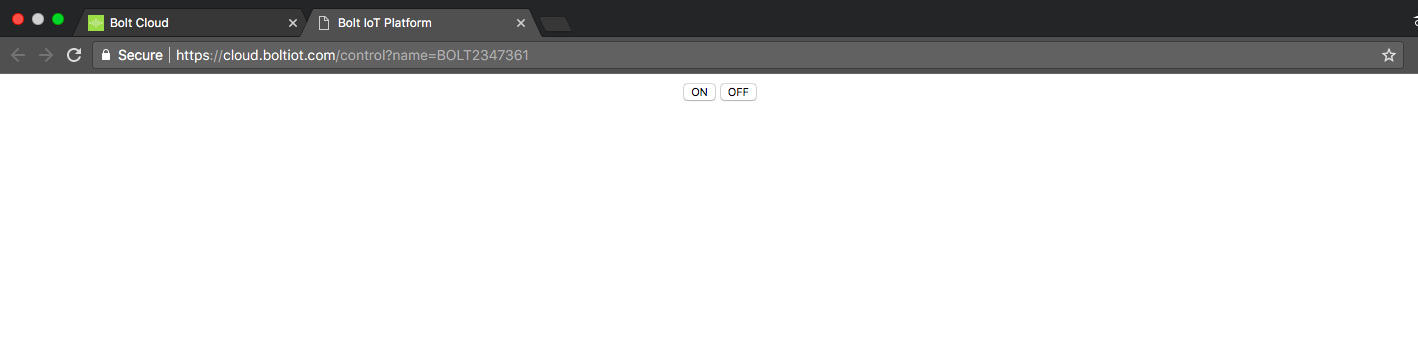 Bolt Cloud Bolt IoT Platform
Secure https://cloud.boltiot.com/control?name=BOLT2347361
ON OFF